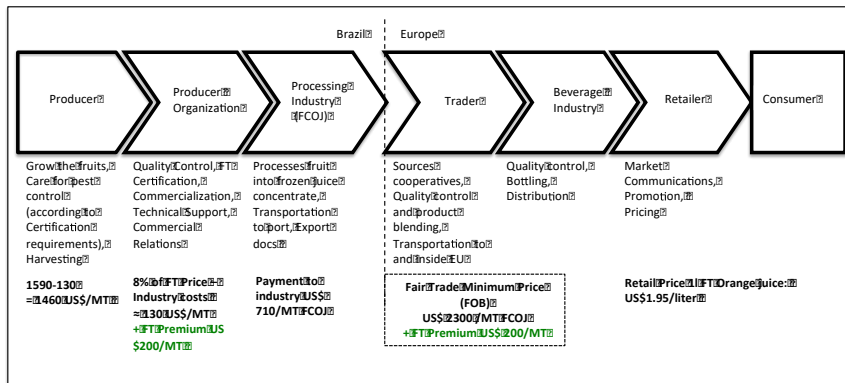 Brazil
Europe
Producer
Producer
Organization
Processing
Industry
(FCOJ)
Trader
Beverage
Industry
Retailer
Consumer
Grow the fruits,
Care for pest
control
(according to
Certification
requirements),
Harvesting
1590-130
= 1460 US$/MT
Quality Control, FT
Certification,
Commercialization,
Technical Support,
Commercial
Relations
8% of FT Price –
Industry costs
≈ 130 US$/MT
+ FT Premium US
$200/MT
Processes fruit
into frozen juice
concentrate,
Transportation
to port, Export
docs
Payment to
industry US$
710/MT FCOJ
Sources
cooperatives,
Quality control
and product
blending,
Transportation to
and inside EU
Fair Trade Minimum Price
(FOB)
US$ 2300 /MT FCOJ
+ FT Premium US$ 200/MT
Quality control,
Bottling,
Distribution
Market
Communications,
Promotion,
Pricing
Retail Price 1l FT Orange juice:
US$1.95/liter